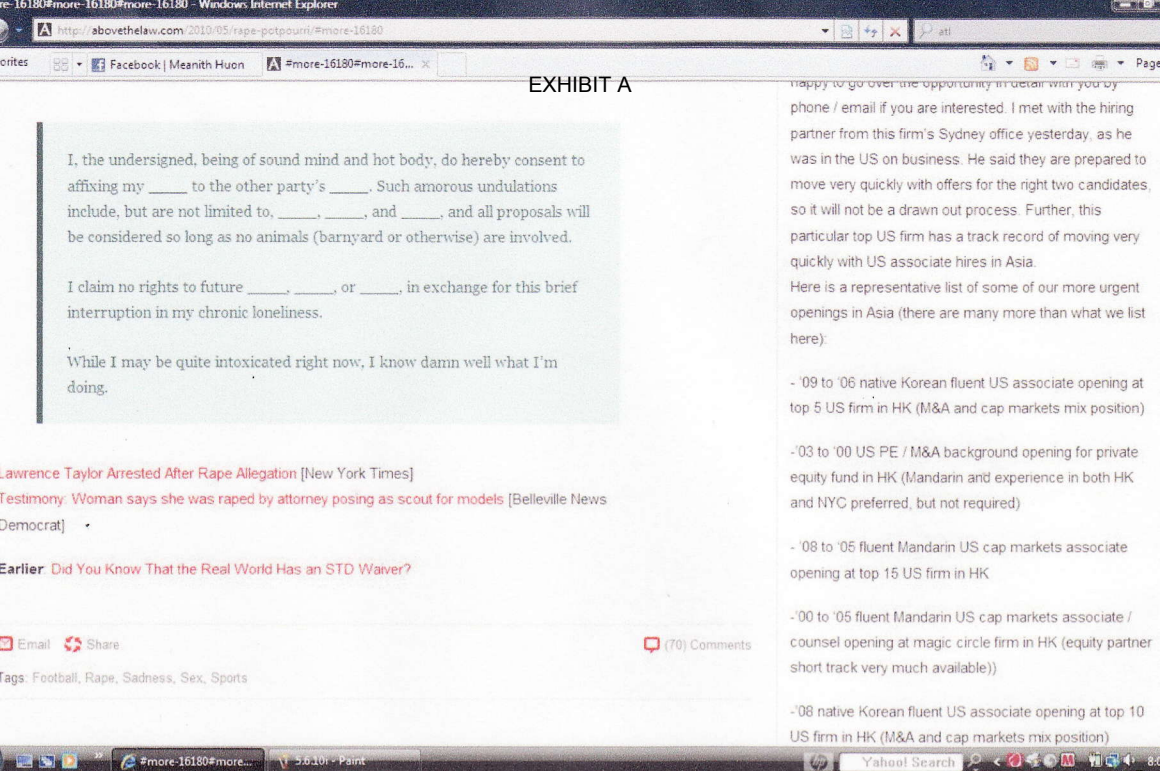 re-16180#more-16180#more-16180 - Windows Internet Explorer
http://abovethelaw.com/2010/05/rape-potpourri/#more-16180
atl
orites
Facebook | Meanith Huon
#more-16180#more-16...
Page
EXHIBIT A
I, the undersigned, being of sound mind and hot body, do hereby consent to
affixing my _____ to the other party's _____. Such amorous undulations
include, but are not limited to, _____, _____, and _____, and all proposals will
be considered so long as no animals (barnyard or otherwise) are involved.
I claim no rights to future _____, _____, or _____, in exchange for this brief
interruption in my chronic loneliness.
While I may be quite intoxicated right now, I know damn well what I'm
doing.
Lawrence Taylor Arrested After Rape Allegation [New York Times]
Testimony: Woman says she was raped by attorney posing as scout for models [Belleville News
Democrat]
Earlier: Did You Know That the Real World Has an STD Waiver?
Email Share
(70) Comments
Tags: Football, Rape, Sadness, Sex, Sports
happy to go over the opportunity in detail with you by
phone / email if you are interested. I met with the hiring
partner from this firm's Sydney office yesterday, as he
was in the US on business. He said they are prepared to
move very quickly with offers for the right two candidates,
so it will not be a drawn out process. Further, this
particular top US firm has a track record of moving very
quickly with US associate hires in Asia.
Here is a representative list of some of our more urgent
openings in Asia (there are many more than what we list
here):
- '09 to '06 native Korean fluent US associate opening at
top 5 US firm in HK (M&A and cap markets mix position)
-'03 to '00 US PE / M&A background opening for private
equity fund in HK (Mandarin and experience in both HK
and NYC preferred, but not required)
- '08 to '05 fluent Mandarin US cap markets associate
opening at top 15 US firm in HK
-'00 to '05 fluent Mandarin US cap markets associate /
counsel opening at magic circle firm in HK (equity partner
short track very much available))
-'08 native Korean fluent US associate opening at top 10
US firm in HK (M&A and cap markets mix position)
#more-16180#more...
5.6.10i - Paint
Yahoo! Search
8:0